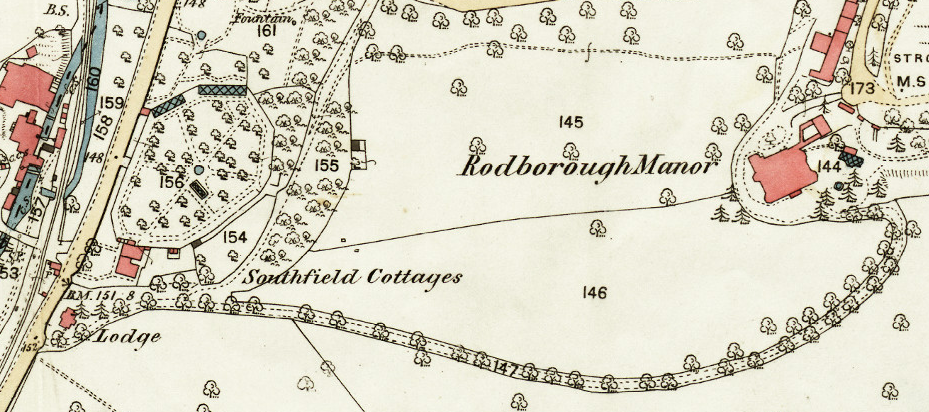 B.S.
148
Fountain
161
160
159
158
148
157
53
156
155
154
145
Rodborough Manor
144
173
STRO
M.S
Southfield Cottages
146
B.M. 151·8
Lodge
147